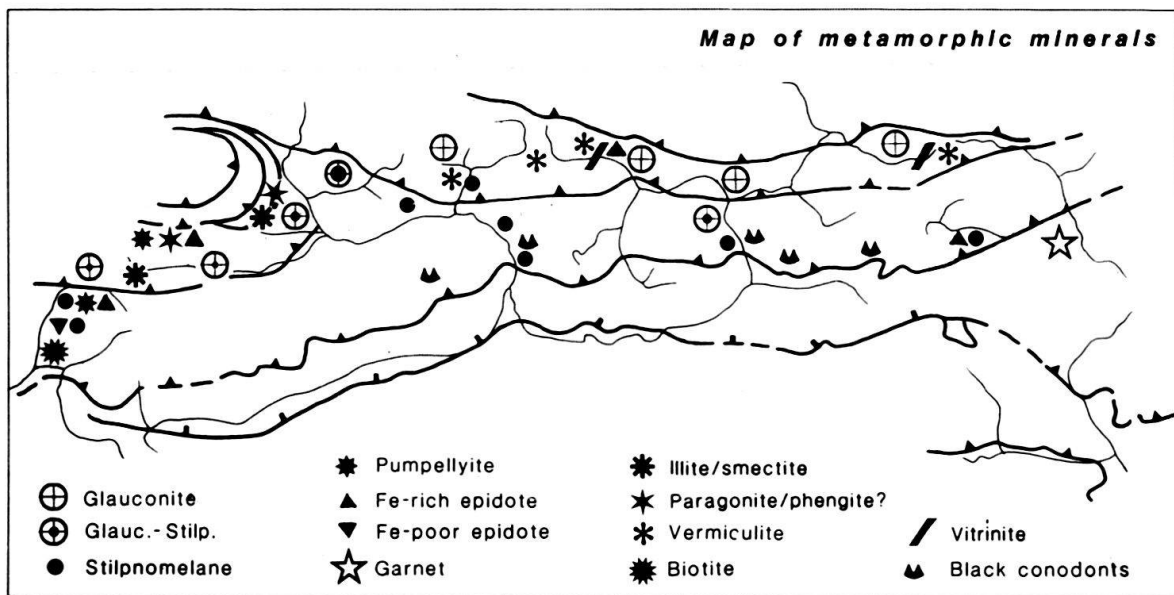 Map of metamorphic minerals
Glauconite
Glauc.-Stilp.
Stilpnomelane
Pumpellyite
Fe-rich epidote
Fe-poor epidote
Garnet
Illite/smectite
Paragonite/phengite?
Vermiculite
Biotite
Vitrinite
Black conodonts